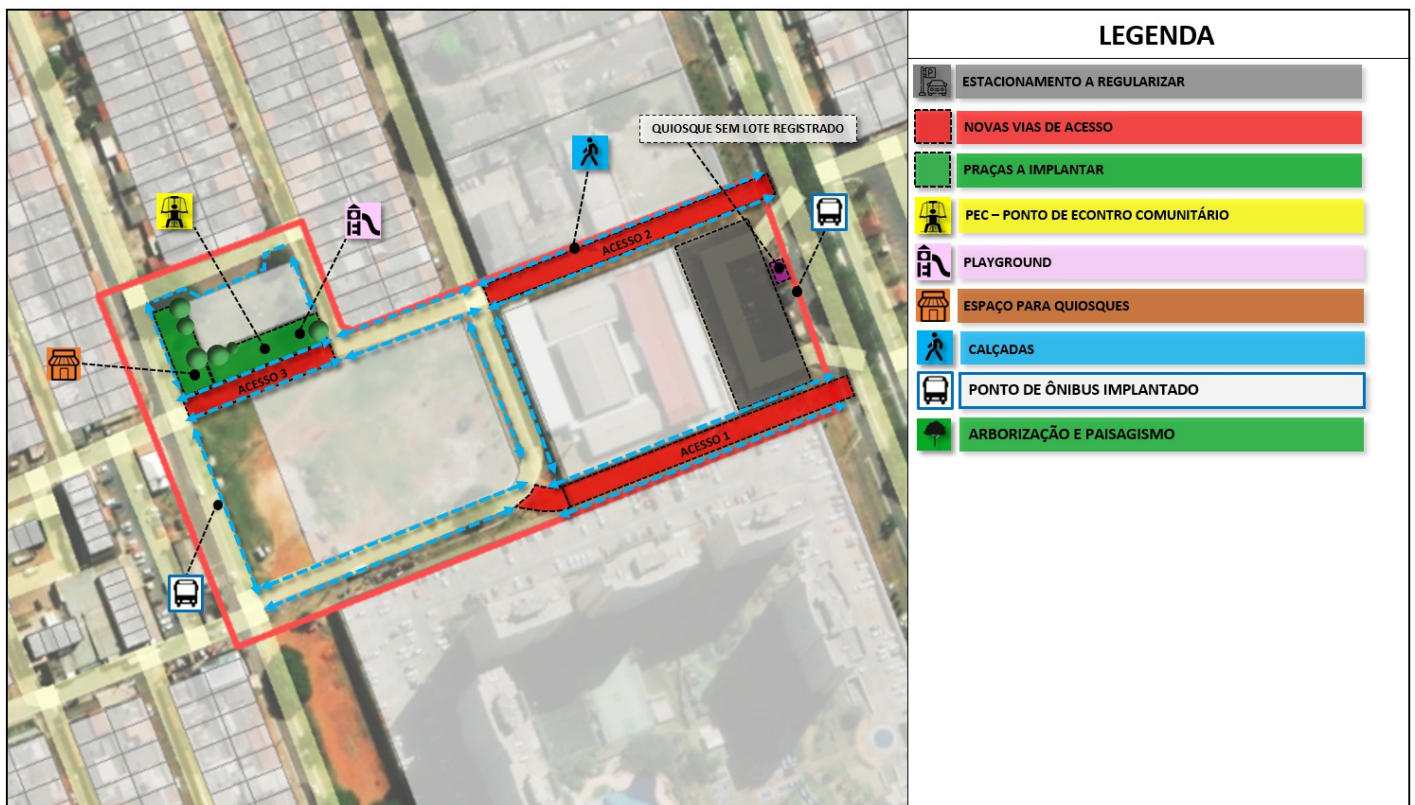 QUIOSQUE SEM LOTE REGISTRADO
ACESSO 2
ACESSO 3
ACESSO 1
LEGENDA
ESTACIONAMENTO A REGULARIZAR
NOVAS VIAS DE ACESSO
PRAÇAS A IMPLANTAR
PEC – PONTO DE ECONTRO COMUNITÁRIO
PLAYGROUND
ESPAÇO PARA QUIOSQUES
CALÇADAS
PONTO DE ÔNIBUS IMPLANTADO
ARBORIZAÇÃO E PAISAGISMO